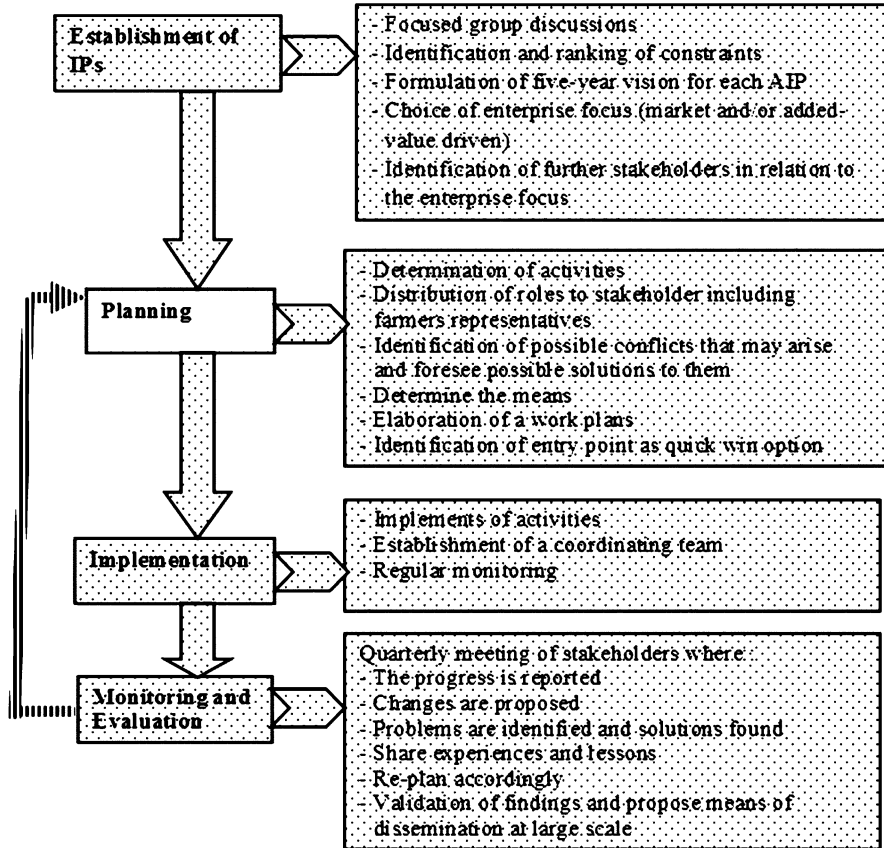 Establishment of
IPs
- Focused group discussions
- Identification and ranking of constraints
- Formulation of five-year vision for each AIP
- Choice of enterprise focus (market and or added-
value driven)
- Identification of further stakeholders in relation to
the enterprise focus
Planning
- Determination of activities
- Distribution of roles to stakeholder including
farmers representatives
- Identification of possible conflicts that may arise
and foresee possible solutions to them
- Determine the means
- Elaboration of a work plans
- Identification of entry point as quick win option
Implementation
- Implements of activities
- Establishment of a coordinating team
- Regular monitoring
Monitoring and
Evaluation
Quarterly meeting of stakeholders where
- The progress is reported
- Changes are proposed
- Problems are identified and solutions found
- Share experiences and lessons
- Re-plan accordingly
- Validation of findings and propose means of
dissemination at large scale